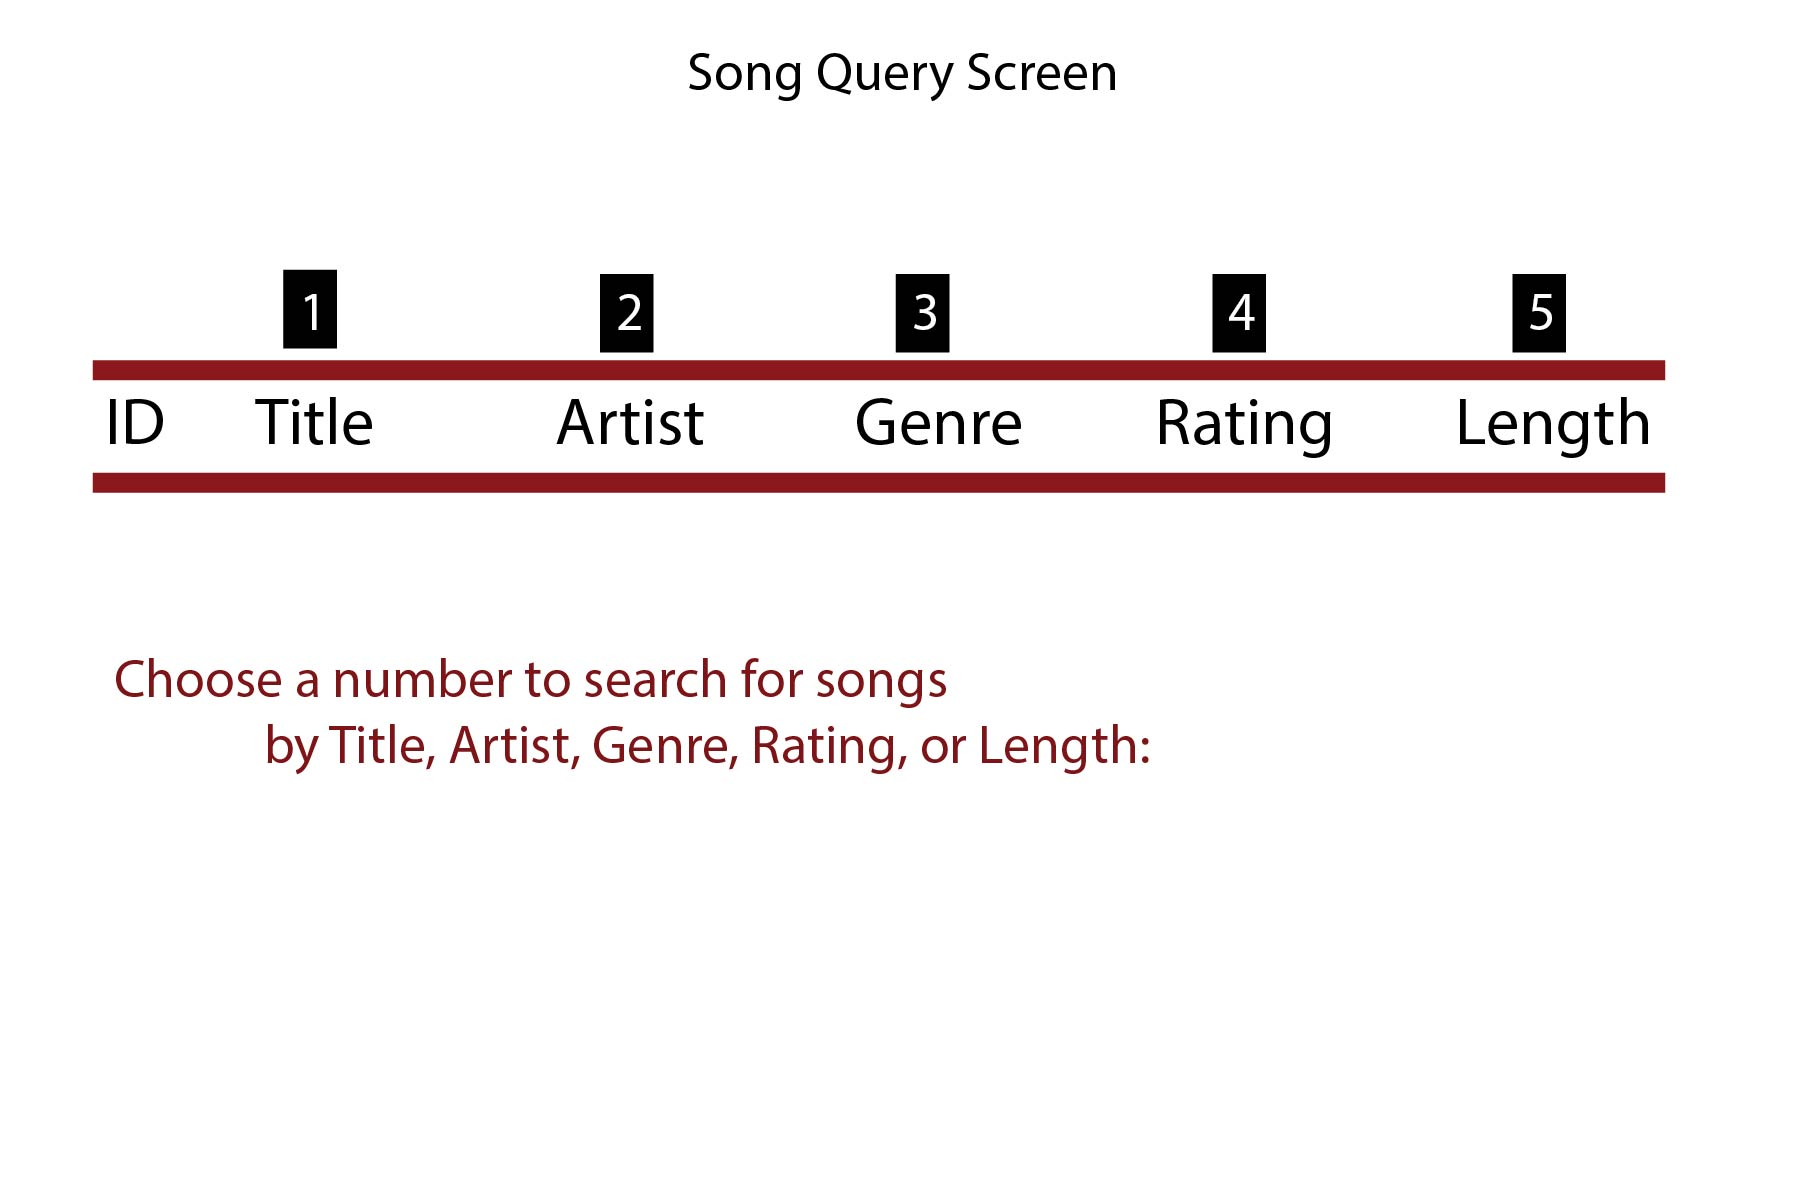 Song Query Screen
1 2 3 4 5
ID Title Artist Genre Rating Length
Choose a number to search for songs
by Title, Artist, Genre, Rating, or Length: